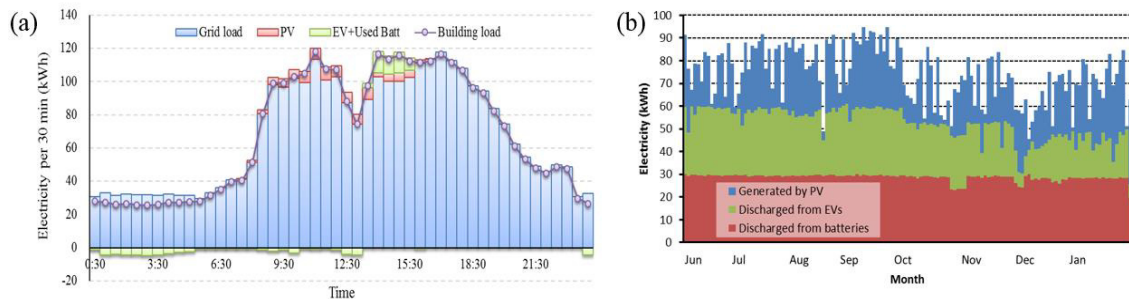 (a)
Grid load PV EV+Used Batt Building load
Electricity per 30 min (kWh)
140
120
100
80
60
40
20
0
-20
0:30 3:30 6:30 9:30 12:30 15:30 18:30 21:30
Time
(b)
Electricity (kWh)
100
90
80
70
60
50
40
30
20
10
0
Generated by PV
Discharged from EVs
Discharged from batteries
Jun Jul Aug Sep Oct Nov Dec Jan
Month